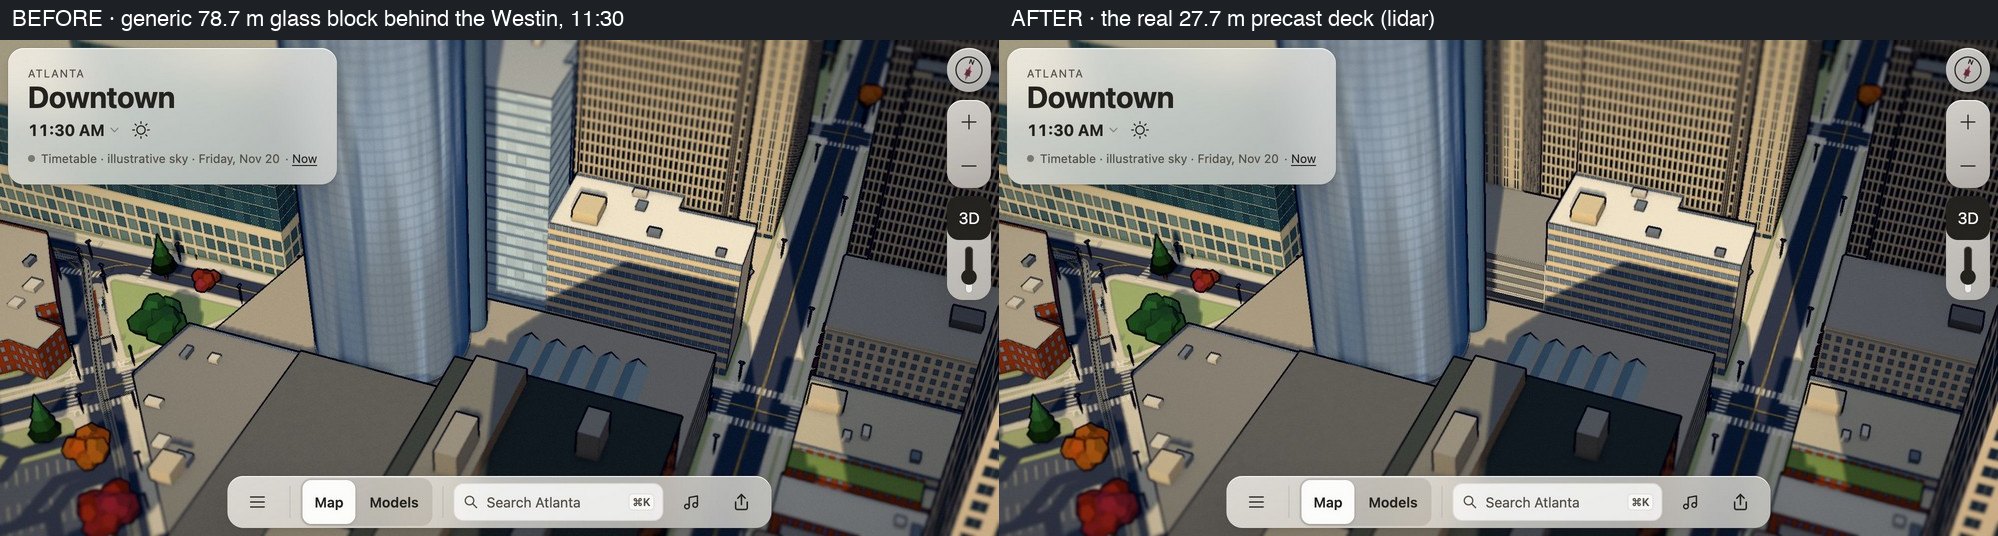 BEFORE · generic 78.7 m glass block behind the Westin, 11:30
ATLANTA
Downtown
11:30 AM
Timetable · illustrative sky · Friday, Nov 20 · Now
N
3D
Map
Models
Search Atlanta
⌘K
AFTER · the real 27.7 m precast deck (lidar)
ATLANTA
Downtown
11:30 AM
Timetable · illustrative sky · Friday, Nov 20 · Now
N
3D
Map
Models
Search Atlanta
⌘K